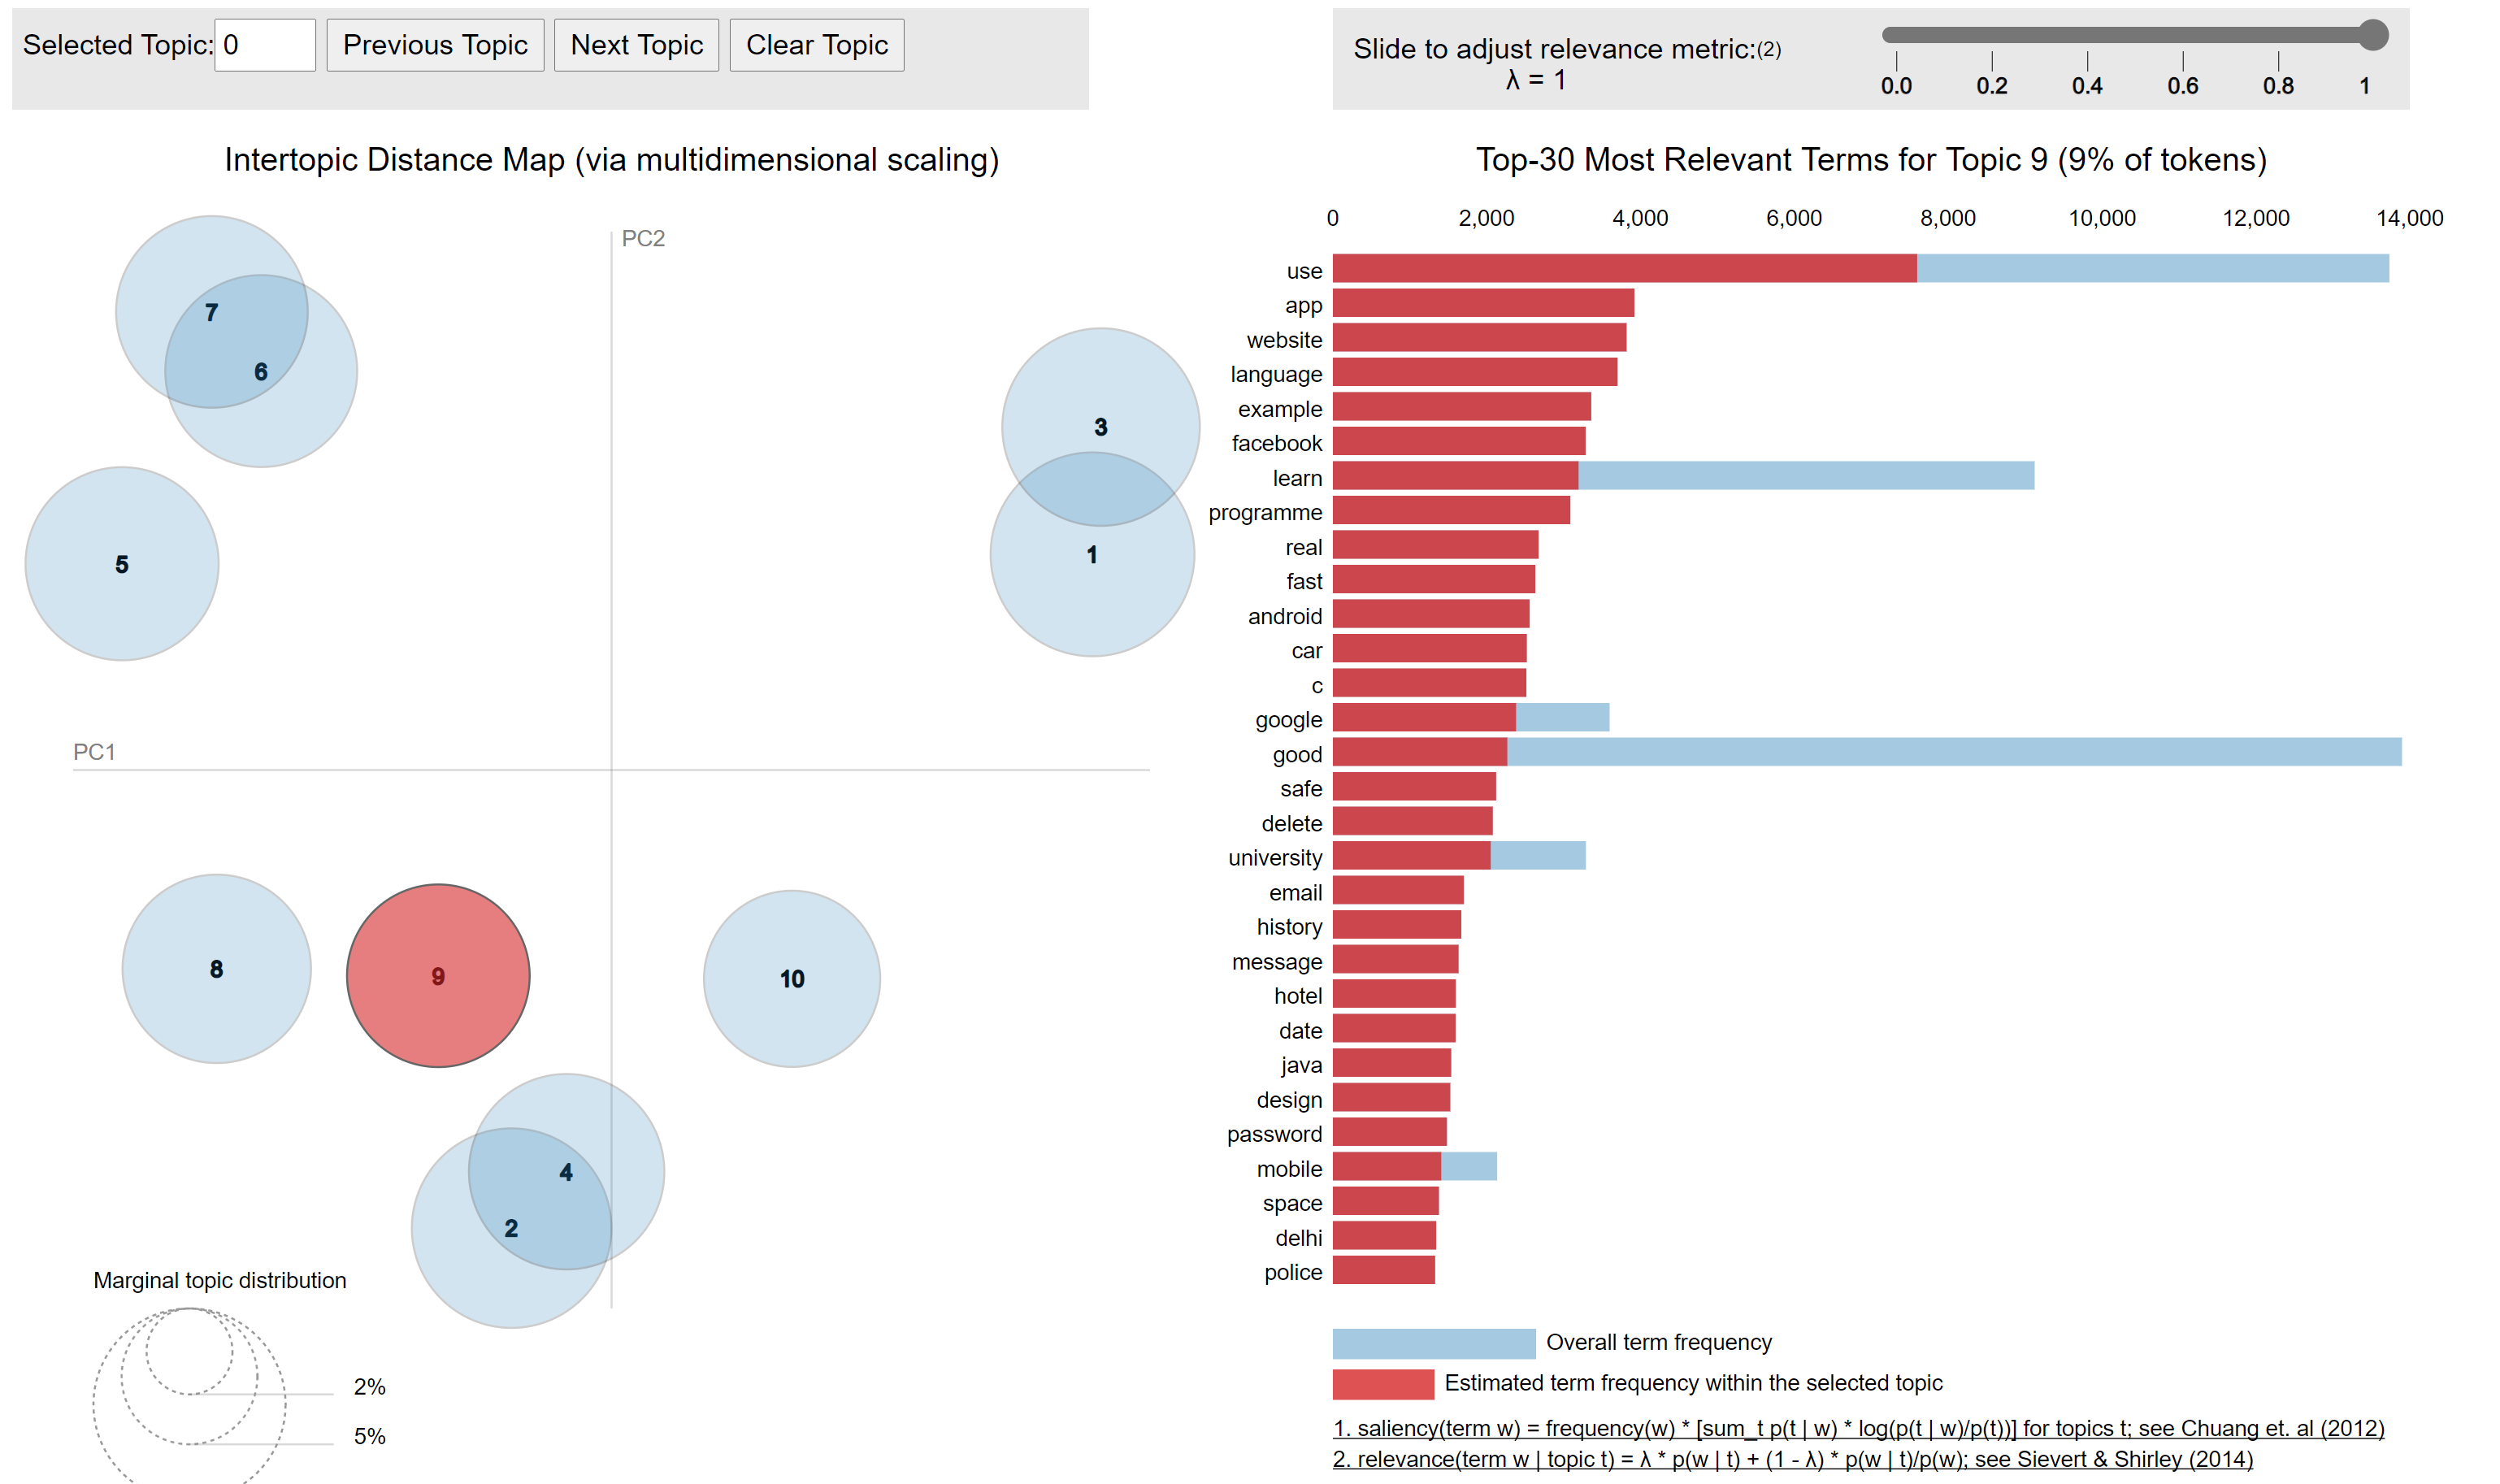 Selected Topic: 0 Previous Topic Next Topic Clear Topic
Slide to adjust relevance metric:(2)
λ = 1
0.0 0.2 0.4 0.6 0.8 1
Intertopic Distance Map (via multidimensional scaling)
PC2
PC1
7
6
3
1
5
8
9
10
4
2
Marginal topic distribution
2%
5%
Top-30 Most Relevant Terms for Topic 9 (9% of tokens)
0 2,000 4,000 6,000 8,000 10,000 12,000 14,000
use
app
website
language
example
facebook
learn
programme
real
fast
android
car
c
google
good
safe
delete
university
email
history
message
hotel
date
java
design
password
mobile
space
delhi
police
Overall term frequency
Estimated term frequency within the selected topic
1. saliency(term w) = frequency(w) * [sum_t p(t | w) * log(p(t | w)/p(t))] for topics t; see Chuang et. al (2012)
2. relevance(term w | topic t) = λ * p(w | t) + (1 - λ) * p(w | t)/p(w); see Sievert & Shirley (2014)